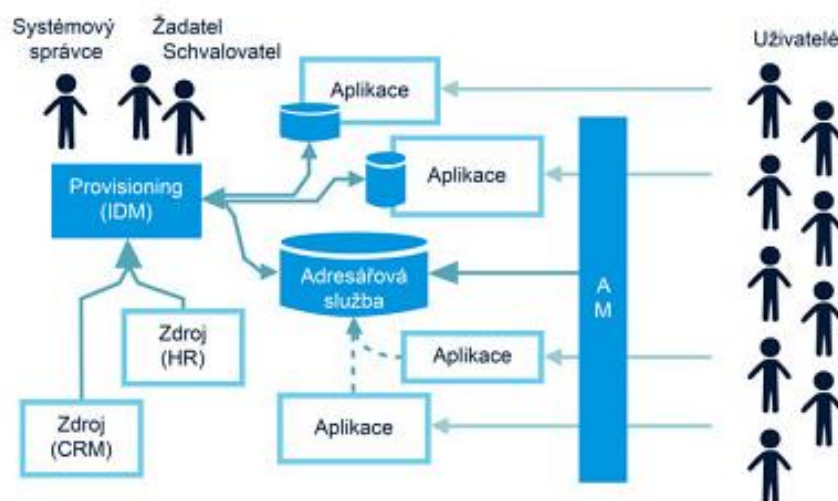 Systémový
správce
Žadatel
Schvalovatel
Uživatelé
Aplikace
Provisioning
(IDM)
Aplikace
Adresářová
služba
A
M
Zdroj
(HR)
Aplikace
Zdroj
(CRM)
Aplikace